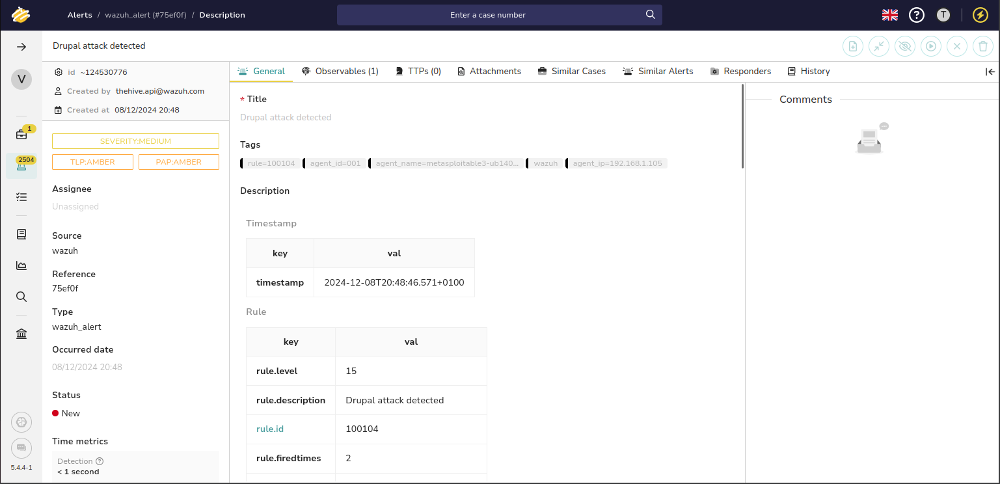 Alerts / wazuh_alert (#75ef0f) / Description
Enter a case number
T
Drupal attack detected
V
1
2504
5.4.4-1
id ~124530776
Created by thehive.api@wazuh.com
Created at 08/12/2024 20:48
SEVERITY:MEDIUM
TLP:AMBER PAP:AMBER
Assignee
Unassigned
Source
wazuh
Reference
75ef0f
Type
wazuh_alert
Occurred date
08/12/2024 20:48
Status
New
Time metrics
Detection ?
< 1 second
General Observables (1) TTPs (0) Attachments Similar Cases Similar Alerts Responders History
* Title
Drupal attack detected
Tags
rule=100104 agent_id=001 agent_name=metasploitable3-ub140... wazuh agent_ip=192.168.1.105
Description
Timestamp
key val
timestamp 2024-12-08T20:48:46.571+0100
Rule
key val
rule.level 15
rule.description Drupal attack detected
rule.id 100104
rule.firedtimes 2
Comments